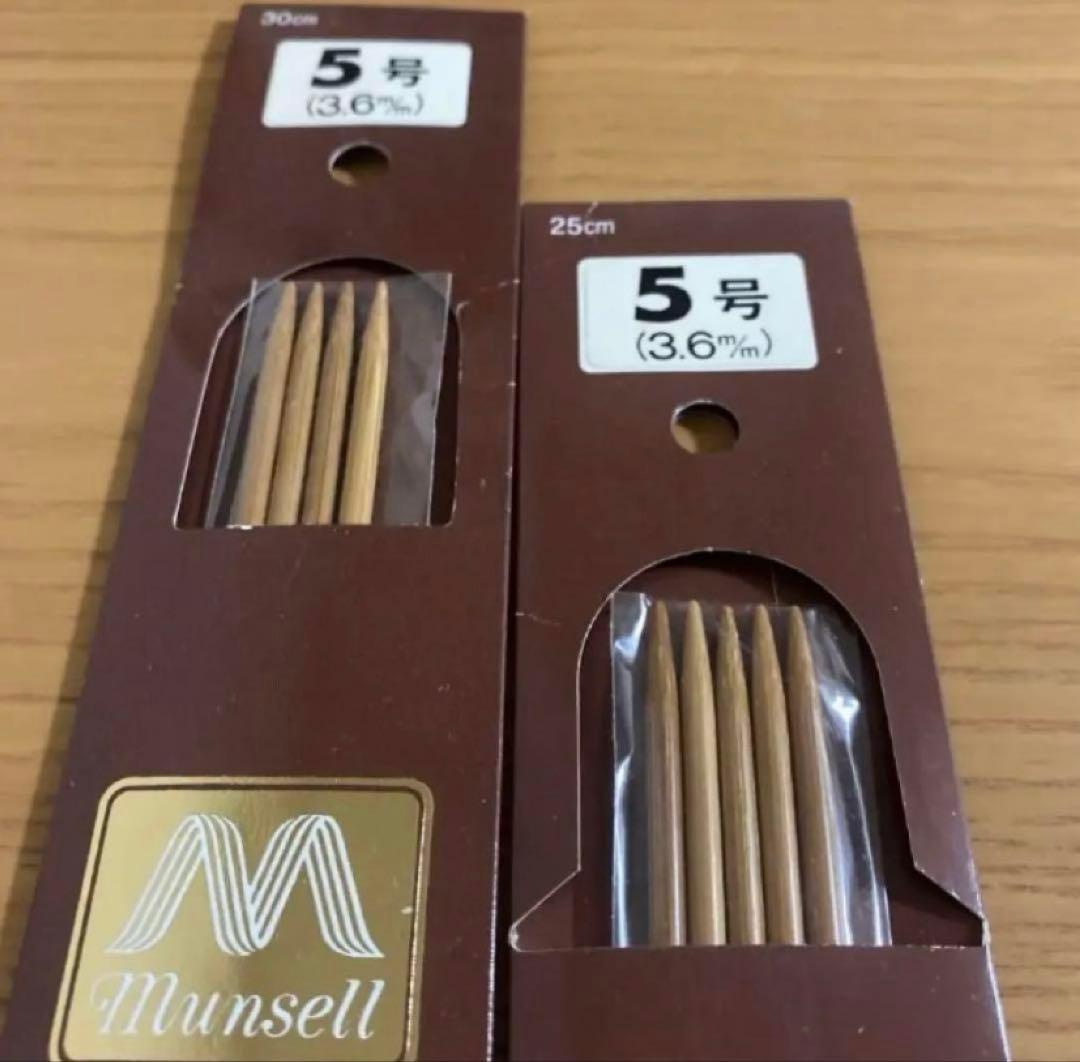 30cm
5号
(3.6m/m)
Munsell
25cm
5号
(3.6m/m)